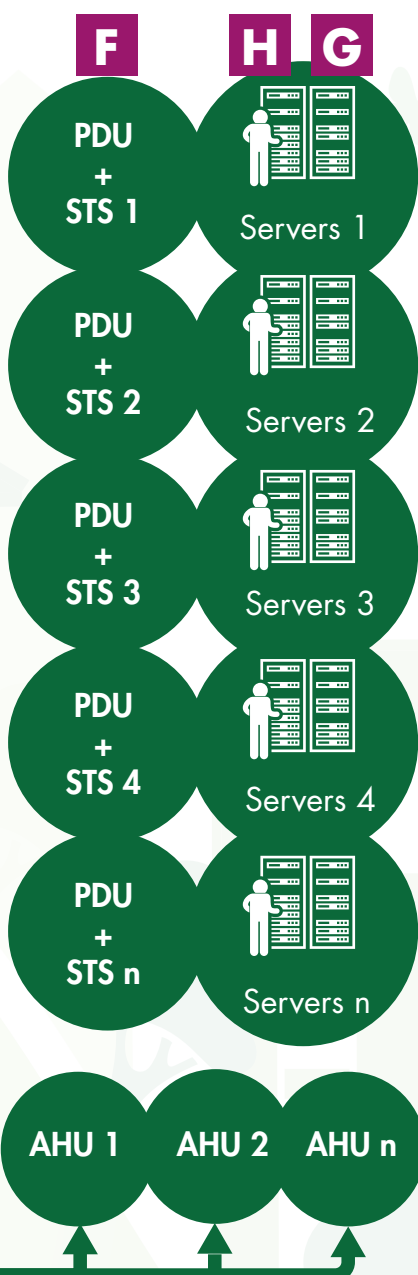 F H G
PDU
+
STS 1
Servers 1
PDU
+
STS 2
Servers 2
PDU
+
STS 3
Servers 3
PDU
+
STS 4
Servers 4
PDU
+
STS n
Servers n
AHU 1 AHU 2 AHU n